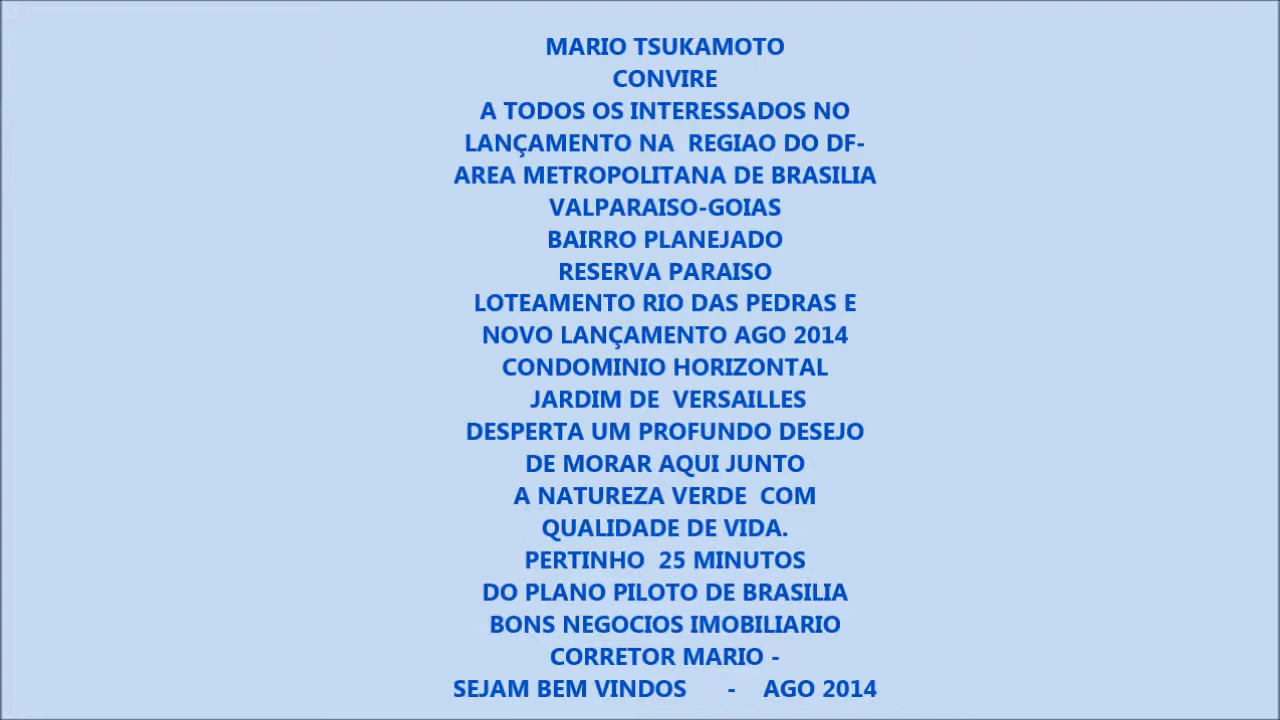 MARIO TSUKAMOTO
CONVIRE
A TODOS OS INTERESSADOS NO
LANÇAMENTO NA REGIAO DO DF-
AREA METROPOLITANA DE BRASILIA
VALPARAISO-GOIAS
BAIRRO PLANEJADO
RESERVA PARAISO
LOTEAMENTO RIO DAS PEDRAS E
NOVO LANÇAMENTO AGO 2014
CONDOMINIO HORIZONTAL
JARDIM DE VERSAILLES
DESPERTA UM PROFUNDO DESEJO
DE MORAR AQUI JUNTO
A NATUREZA VERDE COM
QUALIDADE DE VIDA.
PERTINHO 25 MINUTOS
DO PLANO PILOTO DE BRASILIA
BONS NEGOCIOS IMOBILIARIO
CORRETOR MARIO -
SEJAM BEM VINDOS - AGO 2014